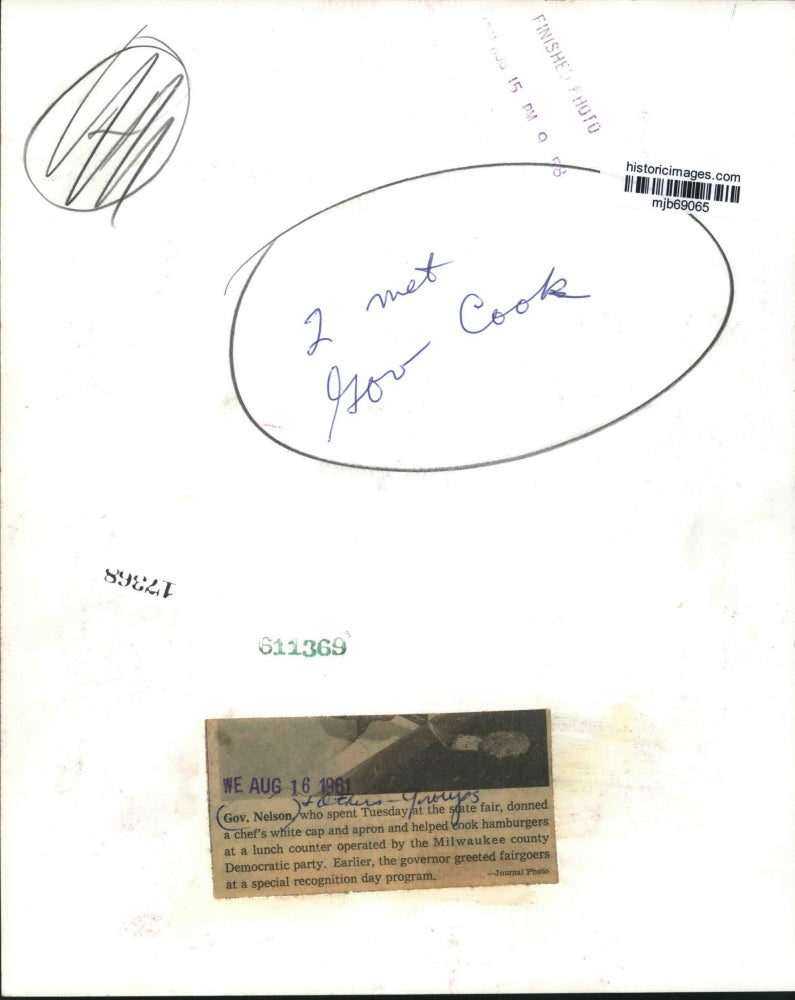 FINISHED PHOTO
AUG 15 PM 9 58
historicimages.com
mjb69065
2 met
Gov Cook
17368
611369
WE AUG 16 1961
+ others - Groups
(Gov. Nelson,) who spent Tuesday at the state fair, donned
a chef's white cap and apron and helped cook hamburgers
at a lunch counter operated by the Milwaukee county
Democratic party. Earlier, the governor greeted fairgoers
at a special recognition day program. —Journal Photo